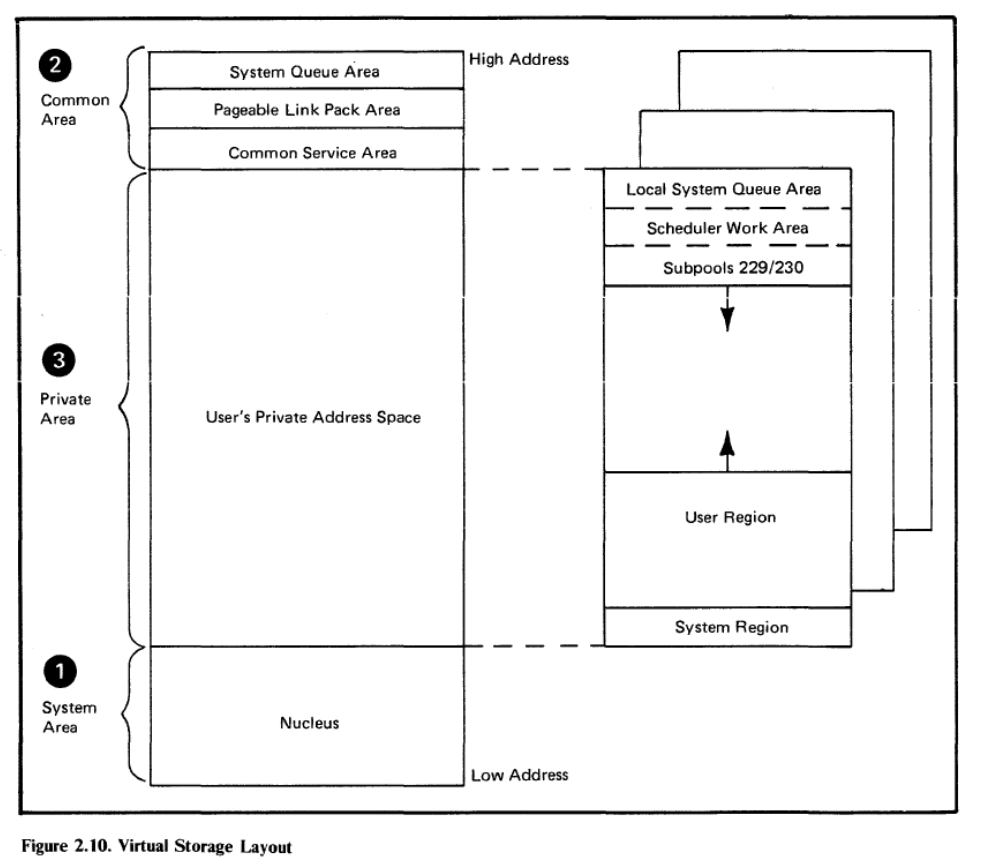 2
Common
Area
System Queue Area
Pageable Link Pack Area
Common Service Area
High Address
Local System Queue Area
Scheduler Work Area
Subpools 229/230
3
Private
Area
User's Private Address Space
User Region
System Region
1
System
Area
Nucleus
Low Address
Figure 2.10. Virtual Storage Layout